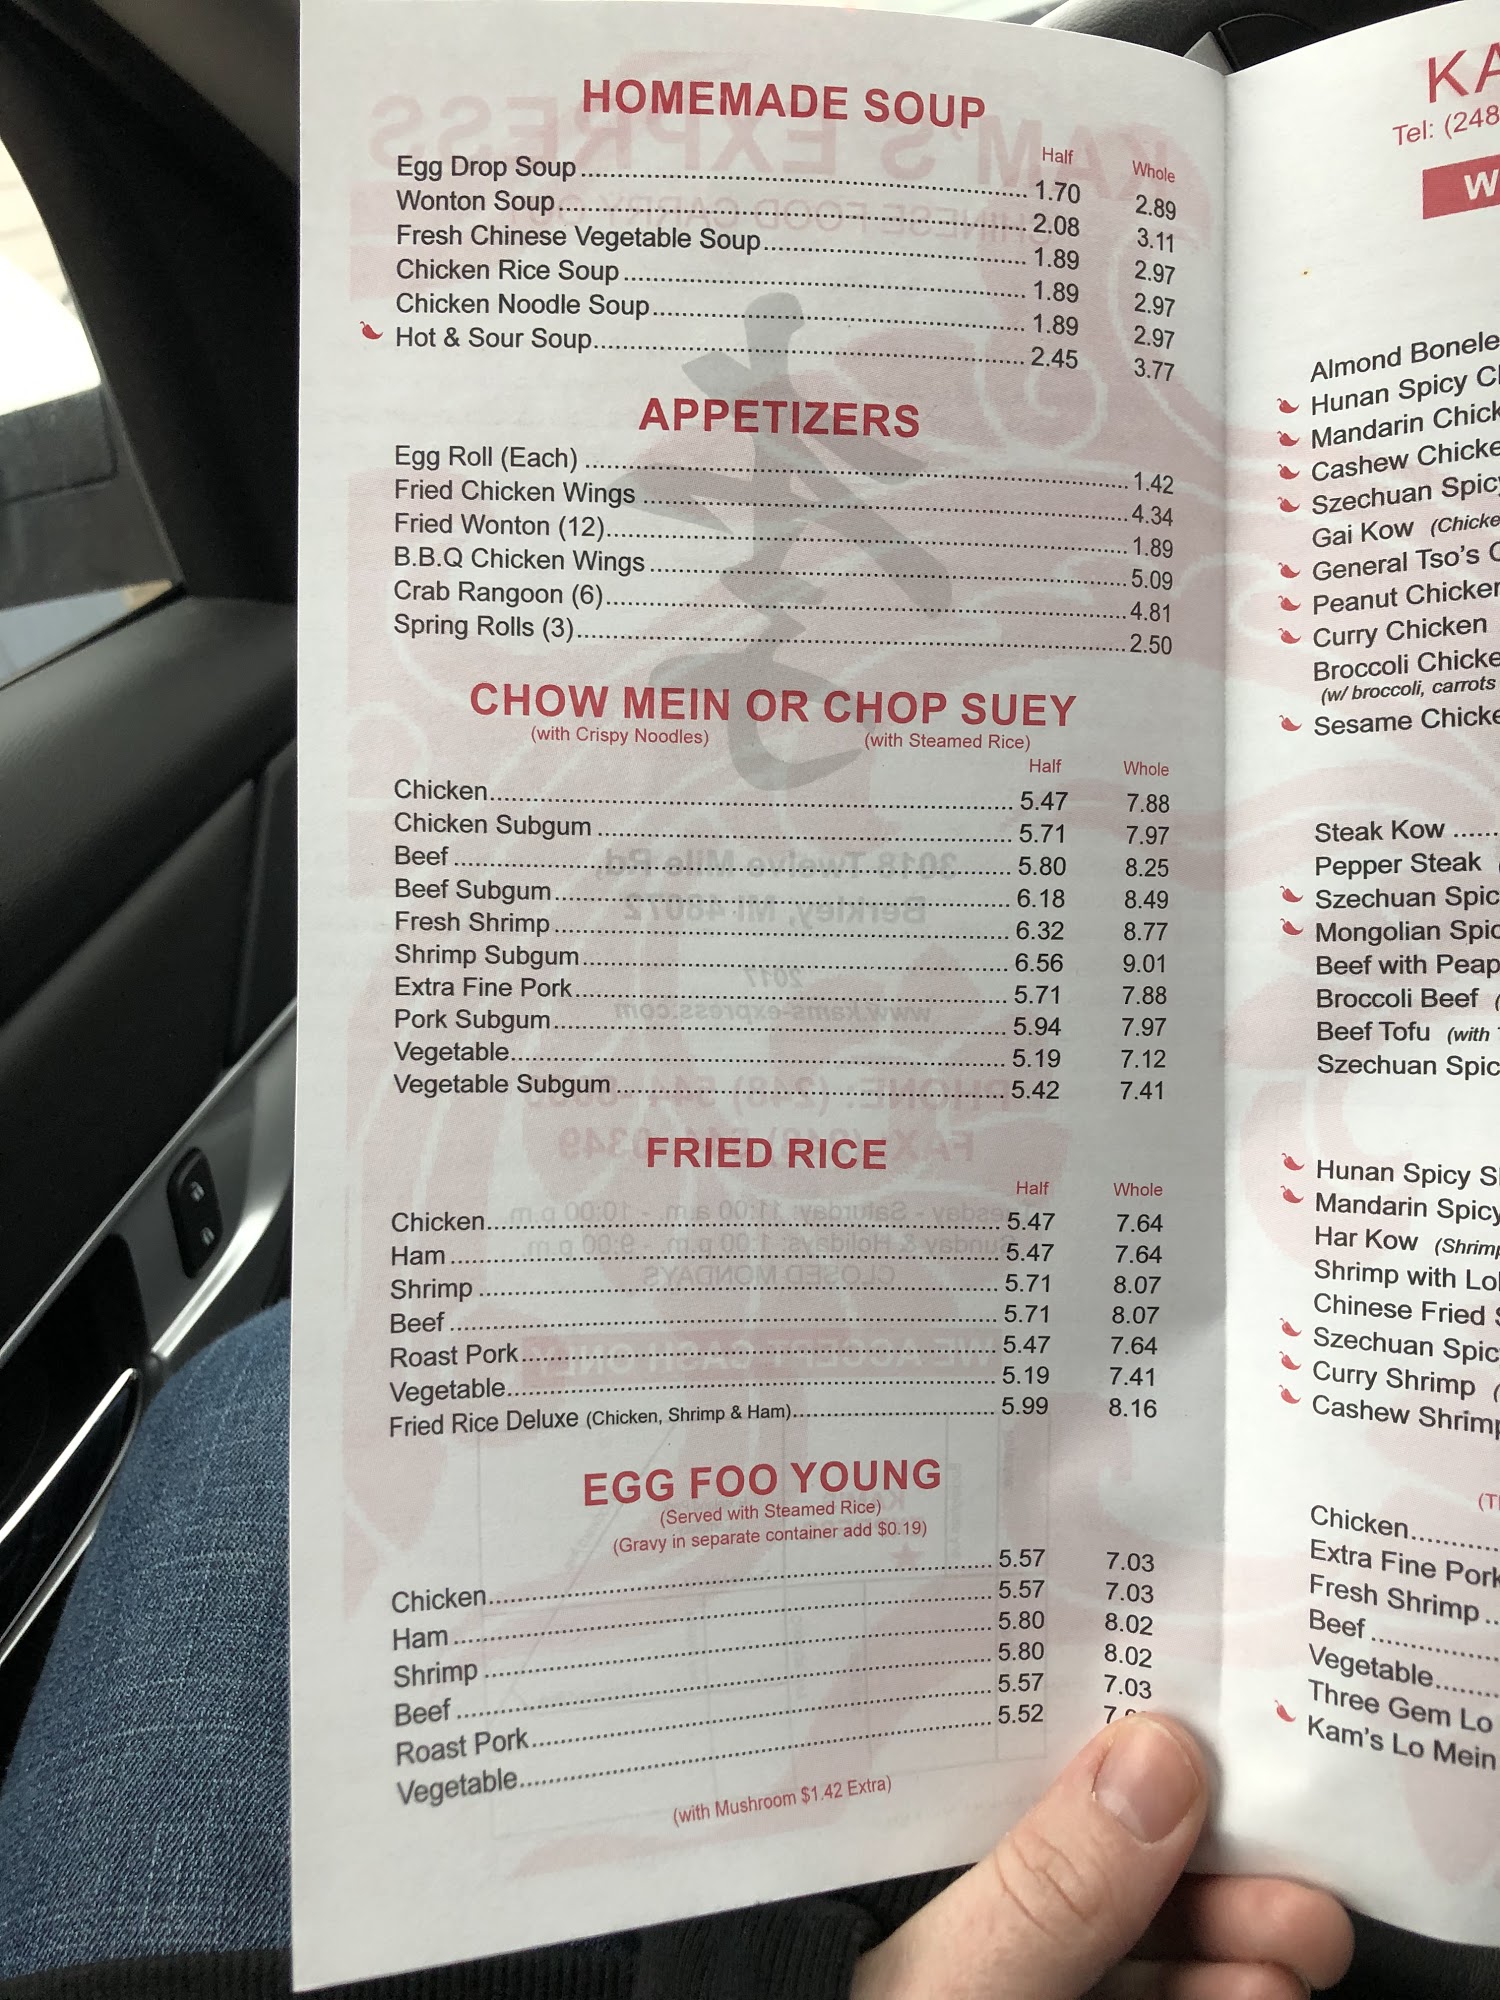 HOMEMADE SOUP
Half Whole
Egg Drop Soup 1.70 2.89
Wonton Soup 2.08 3.11
Fresh Chinese Vegetable Soup 1.89 2.97
Chicken Rice Soup 1.89 2.97
Chicken Noodle Soup 1.89 2.97
Hot & Sour Soup 2.45 3.77
APPETIZERS
Egg Roll (Each) 1.42
Fried Chicken Wings 4.34
Fried Wonton (12) 1.89
B.B.Q Chicken Wings 5.09
Crab Rangoon (6) 4.81
Spring Rolls (3) 2.50
CHOW MEIN OR CHOP SUEY
(with Crispy Noodles) (with Steamed Rice)
Half Whole
Chicken 5.47 7.88
Chicken Subgum 5.71 7.97
Beef 5.80 8.25
Beef Subgum 6.18 8.49
Fresh Shrimp 6.32 8.77
Shrimp Subgum 6.56 9.01
Extra Fine Pork 5.71 7.88
Pork Subgum 5.94 7.97
Vegetable 5.19 7.12
Vegetable Subgum 5.42 7.41
FRIED RICE
Half Whole
Chicken 5.47 7.64
Ham 5.47 7.64
Shrimp 5.71 8.07
Beef 5.71 8.07
Roast Pork 5.47 7.64
Vegetable 5.19 7.41
Fried Rice Deluxe (Chicken, Shrimp & Ham) 5.99 8.16
EGG FOO YOUNG
(Served with Steamed Rice)
(Gravy in separate container add $0.19)
Chicken 5.57 7.03
Ham 5.57 7.03
Shrimp 5.80 8.02
Beef 5.80 8.02
Roast Pork 5.57 7.03
Vegetable 5.52
(with Mushroom $1.42 Extra)
KA
Tel: (248
Almond
Hunan Spicy
Mandarin
Cashew
Szechuan
Gai Kow
General Tso's
Peanut
Curry Chicken
Broccoli
(w/ broccoli, carrots
Sesame
Steak Kow
Pepper Steak
Szechuan
Mongolian
Beef with
Broccoli Beef
Beef Tofu (with
Szechuan
Hunan Spicy
Mandarin Spicy
Har Kow
Shrimp with
Chinese Fried
Szechuan
Curry Shrimp
Cashew
Chicken
Extra Fine Pork
Fresh Shrimp
Beef
Vegetable
Three Gem Lo
Kam's Lo Mein